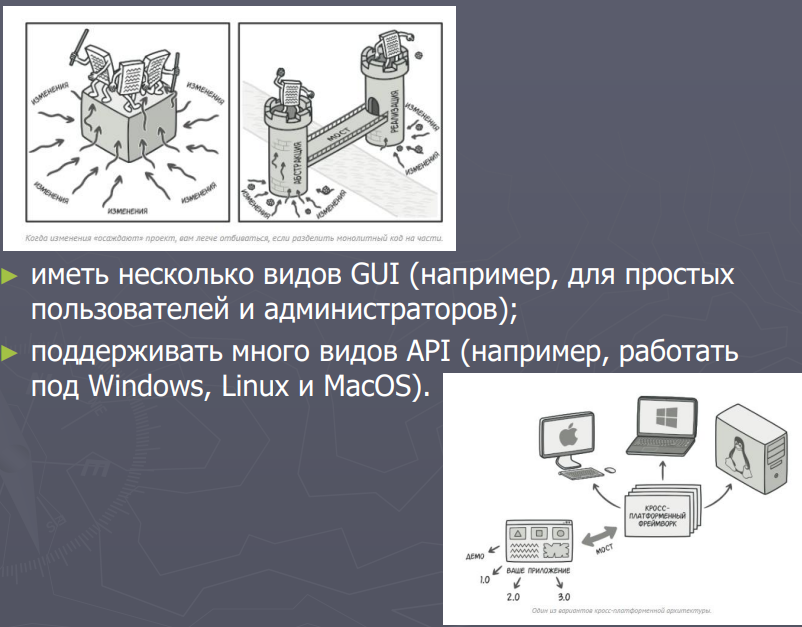 ИЗМЕНЕНИЯ
ИЗМЕНЕНИЯ
ИЗМЕНЕНИЯ
ИЗМЕНЕНИЯ
ИЗМЕНЕНИЯ
АБСТРАКЦИЯ
МОСТ
РЕАЛИЗАЦИЯ
ИЗМЕНЕНИЯ
ИЗМЕНЕНИЯ
ИЗМЕНЕНИЯ
ИЗМЕНЕНИЯ
Когда изменения «осаждают» проект, вам легче отбиваться, если разделить монолитный код на части.
иметь несколько видов GUI (например, для простых
пользователей и администраторов);
поддерживать много видов API (например, работать
под Windows, Linux и MacOS).
КРОСС-
ПЛАТФОРМЕННЫЙ
ФРЕЙМВОРК
МОСТ
ДЕМО
ВАШЕ ПРИЛОЖЕНИЕ
1.0
2.0
3.0
Один из вариантов кросс-платформенной архитектуры.